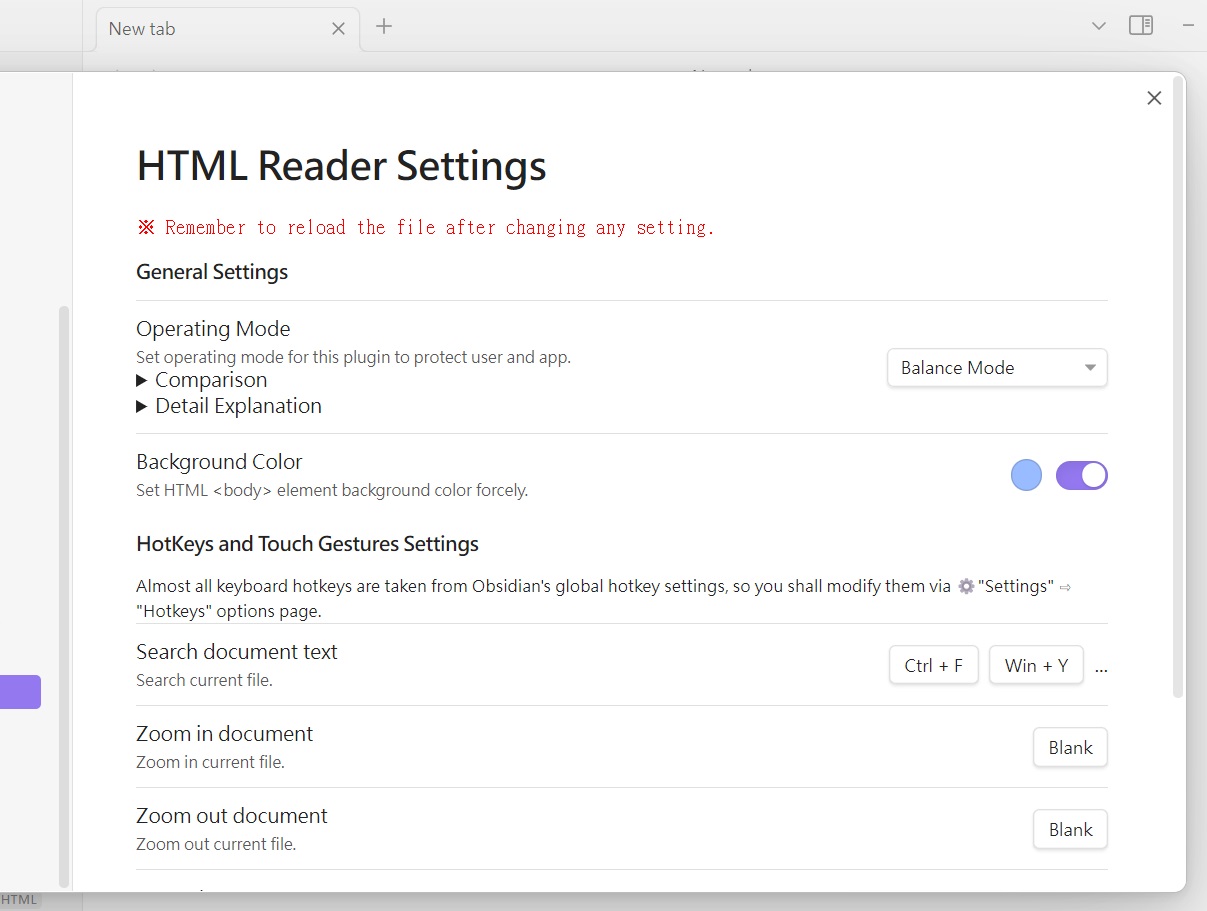 New tab
HTML Reader Settings
※ Remember to reload the file after changing any setting.
General Settings
Operating Mode
Set operating mode for this plugin to protect user and app.
Comparison
Detail Explanation
Balance Mode
Background Color
Set HTML <body> element background color forcely.
HotKeys and Touch Gestures Settings
Almost all keyboard hotkeys are taken from Obsidian's global hotkey settings, so you shall modify them via ⚙"Settings" ⇨
"Hotkeys" options page.
Search document text
Search current file.
Ctrl + F
Win + Y
...
Zoom in document
Zoom in current file.
Blank
Zoom out document
Zoom out current file.
Blank
HTML